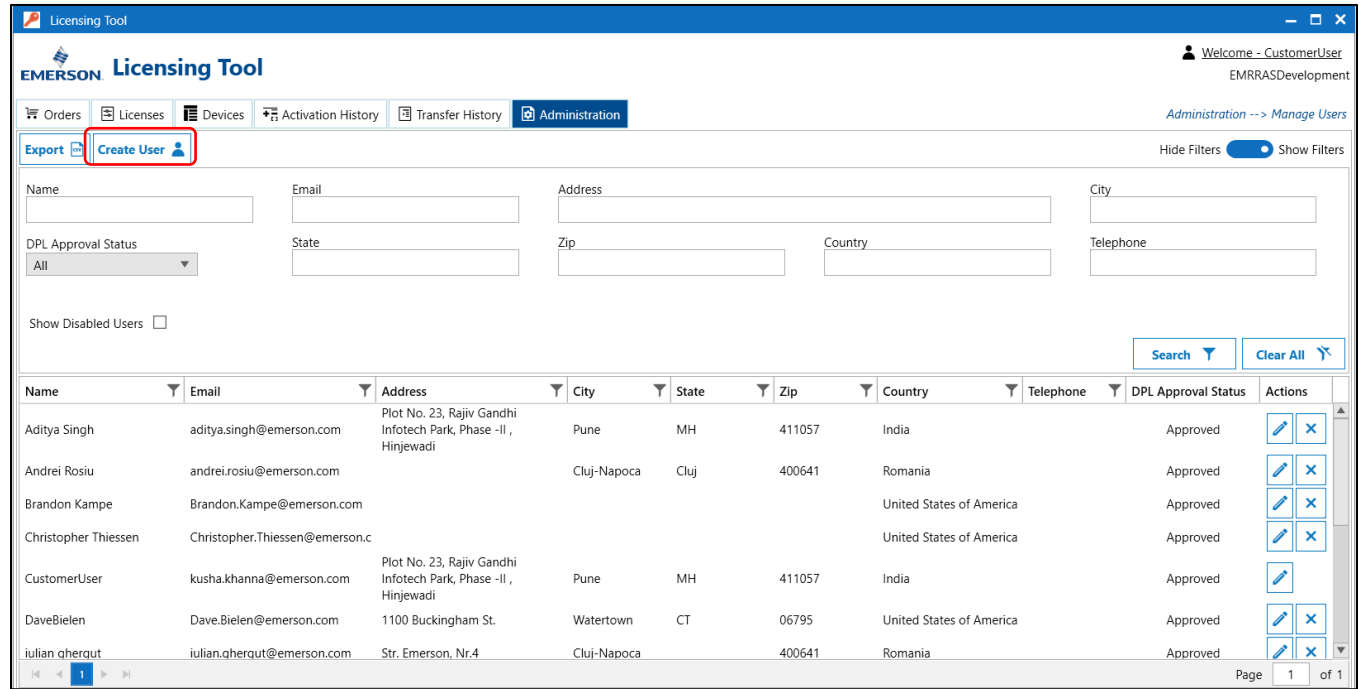 Licensing Tool
EMERSON Licensing Tool
Welcome - CustomerUser
EMRRASDevelopment
Orders Licenses Devices Activation History Transfer History Administration
Administration --> Manage Users
Export CSV Create User
Hide Filters Show Filters
Name Email Address City
DPL Approval Status State Zip Country Telephone
All
Show Disabled Users
Search Clear All
Name Email Address City State Zip Country Telephone DPL Approval Status Actions
Plot No. 23, Rajiv Gandhi
Aditya Singh aditya.singh@emerson.com Infotech Park, Phase -II , Pune MH 411057 India Approved
Hinjewadi
Andrei Rosiu andrei.rosiu@emerson.com Cluj-Napoca Cluj 400641 Romania Approved
Brandon Kampe Brandon.Kampe@emerson.com United States of America Approved
Christopher Thiessen Christopher.Thiessen@emerson.c United States of America Approved
Plot No. 23, Rajiv Gandhi
CustomerUser kusha.khanna@emerson.com Infotech Park, Phase -II , Pune MH 411057 India Approved
Hinjewadi
DaveBielen Dave.Bielen@emerson.com 1100 Buckingham St. Watertown CT 06795 United States of America Approved
iulian ghergut iulian.ghergut@emerson.com Str. Emerson, Nr.4 Cluj-Napoca 400641 Romania Approved
1 Page 1 of 1